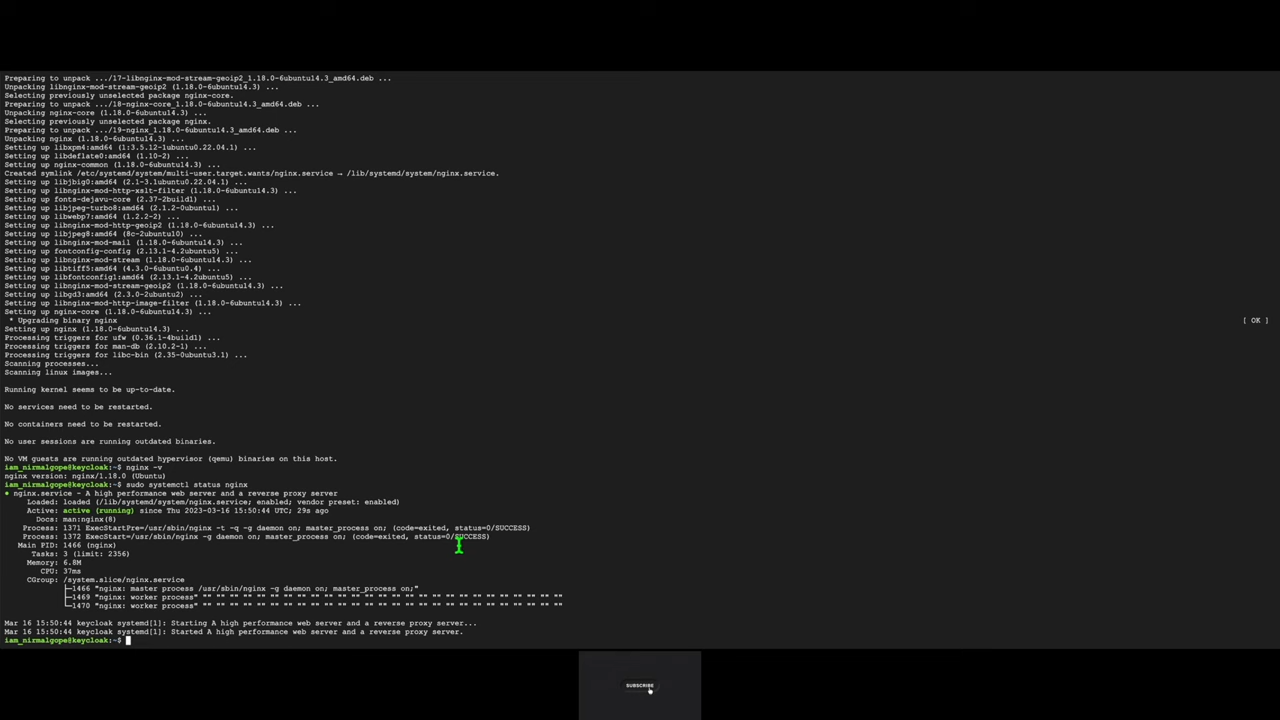 Preparing to unpack .../17-libnginx-mod-stream-geoip2_1.18.0-6ubuntu14.3_amd64.deb ...
Unpacking libnginx-mod-stream-geoip2 (1.18.0-6ubuntu14.3) ...
Selecting previously unselected package nginx-core.
Preparing to unpack .../18-nginx-core_1.18.0-6ubuntu14.3_amd64.deb ...
Unpacking nginx-core (1.18.0-6ubuntu14.3) ...
Selecting previously unselected package nginx.
Preparing to unpack .../19-nginx_1.18.0-6ubuntu14.3_amd64.deb ...
Unpacking nginx (1.18.0-6ubuntu14.3) ...
Setting up libxpm4:amd64 (1:3.5.12-1ubuntu0.22.04.1) ...
Setting up libdeflate0:amd64 (1.10-2) ...
Setting up nginx-common (1.18.0-6ubuntu14.3) ...
Created symlink /etc/systemd/system/multi-user.target.wants/nginx.service → /lib/systemd/system/nginx.service.
Setting up libjbig0:amd64 (2.1-3.1ubuntu0.22.04.1) ...
Setting up libnginx-mod-http-xslt-filter (1.18.0-6ubuntu14.3) ...
Setting up fonts-dejavu-core (2.37-2build1) ...
Setting up libjpeg-turbo8:amd64 (2.1.2-0ubuntu1) ...
Setting up libwebp7:amd64 (1.2.2-2) ...
Setting up libnginx-mod-http-geoip2 (1.18.0-6ubuntu14.3) ...
Setting up libjpeg8:amd64 (8c-2ubuntu10) ...
Setting up libnginx-mod-mail (1.18.0-6ubuntu14.3) ...
Setting up fontconfig-config (2.13.1-4.2ubuntu5) ...
Setting up libnginx-mod-stream (1.18.0-6ubuntu14.3) ...
Setting up libtiff5:amd64 (4.3.0-6ubuntu0.4) ...
Setting up libfontconfig1:amd64 (2.13.1-4.2ubuntu5) ...
Setting up libnginx-mod-stream-geoip2 (1.18.0-6ubuntu14.3) ...
Setting up libgd3:amd64 (2.3.0-2ubuntu2) ...
Setting up libnginx-mod-http-image-filter (1.18.0-6ubuntu14.3) ...
Setting up nginx-core (1.18.0-6ubuntu14.3) ...
* Upgrading binary nginx [ OK ]
Setting up nginx (1.18.0-6ubuntu14.3) ...
Processing triggers for ufw (0.36.1-4build1) ...
Processing triggers for man-db (2.10.2-1) ...
Processing triggers for libc-bin (2.35-0ubuntu3.1) ...
Scanning processes...
Scanning linux images...
Running kernel seems to be up-to-date.
No services need to be restarted.
No containers need to be restarted.
No user sessions are running outdated binaries.
No VM guests are running outdated hypervisor (qemu) binaries on this host.
iam_nirmalgope@keycloak:~$ nginx -v
nginx version: nginx/1.18.0 (Ubuntu)
iam_nirmalgope@keycloak:~$ sudo systemctl status nginx
● nginx.service - A high performance web server and a reverse proxy server
Loaded: loaded (/lib/systemd/system/nginx.service; enabled; vendor preset: enabled)
Active: active (running) since Thu 2023-03-16 15:50:44 UTC; 29s ago
Docs: man:nginx(8)
Process: 1371 ExecStartPre=/usr/sbin/nginx -t -q -g daemon on; master_process on; (code=exited, status=0/SUCCESS)
Process: 1372 ExecStart=/usr/sbin/nginx -g daemon on; master_process on; (code=exited, status=0/SUCCESS)
Main PID: 1466 (nginx)
Tasks: 3 (limit: 2356)
Memory: 6.8M
CPU: 37ms
CGroup: /system.slice/nginx.service
├─1466 "nginx: master process /usr/sbin/nginx -g daemon on; master_process on;"
├─1469 "nginx: worker process" "" "" "" "" "" "" "" "" "" "" "" "" "" "" "" "" "" "" "" "" "" "" "" "" "" "" "" "" "" ""
└─1470 "nginx: worker process" "" "" "" "" "" "" "" "" "" "" "" "" "" "" "" "" "" "" "" "" "" "" "" "" "" "" "" "" "" ""
Mar 16 15:50:44 keycloak systemd[1]: Starting A high performance web server and a reverse proxy server...
Mar 16 15:50:44 keycloak systemd[1]: Started A high performance web server and a reverse proxy server.
iam_nirmalgope@keycloak:~$
SUBSCRIBE